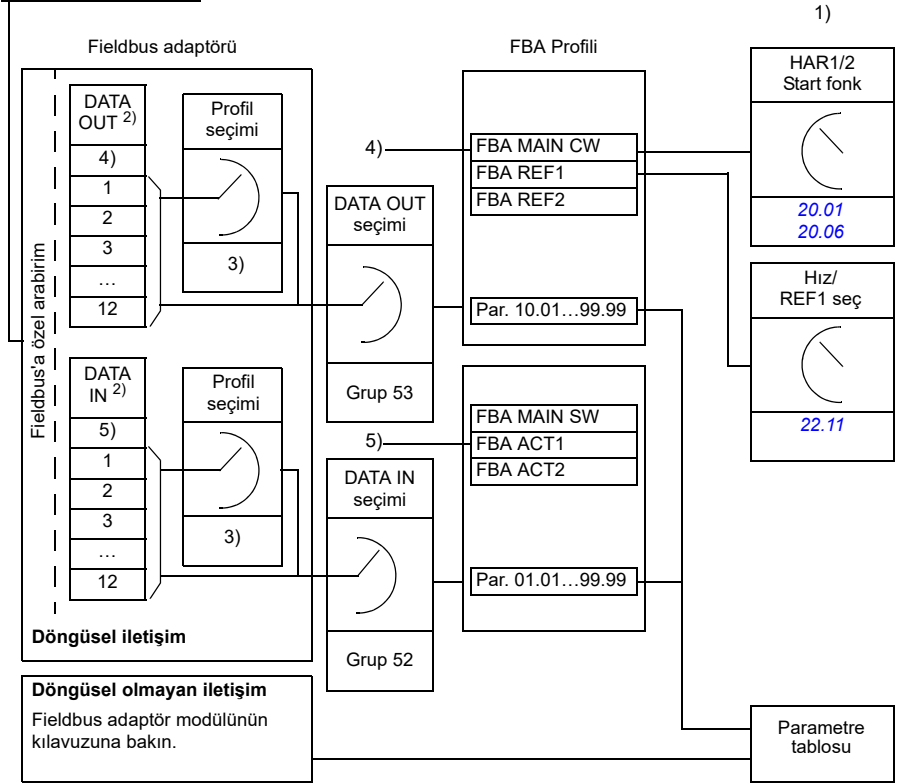 1)
Fieldbus adaptörü
FBA Profili
Fieldbus'a özel arabirim
DATA
OUT 2)
4)
1
2
3
…
12
Profil
seçimi
3)
DATA
IN 2)
5)
1
2
3
…
12
Profil
seçimi
3)
Döngüsel iletişim
DATA OUT
seçimi
Grup 53
DATA IN
seçimi
Grup 52
4)
FBA MAIN CW
FBA REF1
FBA REF2
Par. 10.01…99.99
5)
FBA MAIN SW
FBA ACT1
FBA ACT2
Par. 01.01…99.99
HAR1/2
Start fonk
20.01
20.06
Hız/
REF1 seç
22.11
Döngüsel olmayan iletişim
Fieldbus adaptör modülünün
kılavuzuna bakın.
Parametre
tablosu